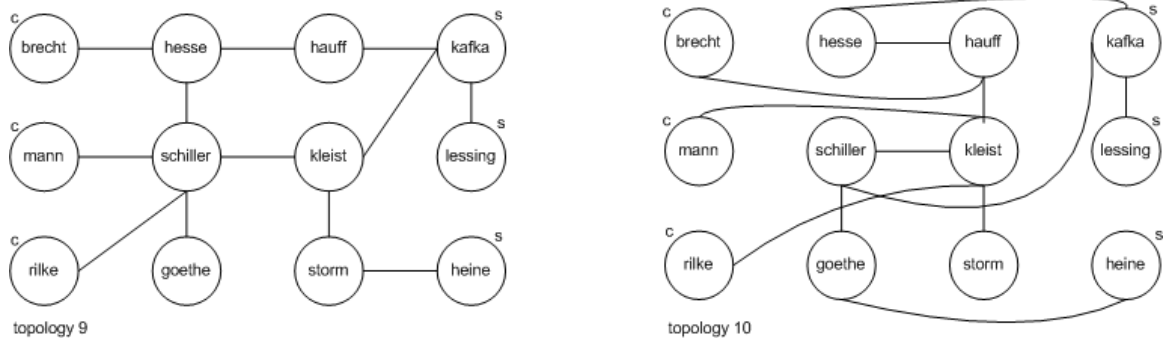 c s
brecht hesse hauff kafka
c s
mann schiller kleist lessing
c s
rilke goethe storm heine
topology 9
c s
brecht hesse hauff kafka
c s
mann schiller kleist lessing
c s
rilke goethe storm heine
topology 10